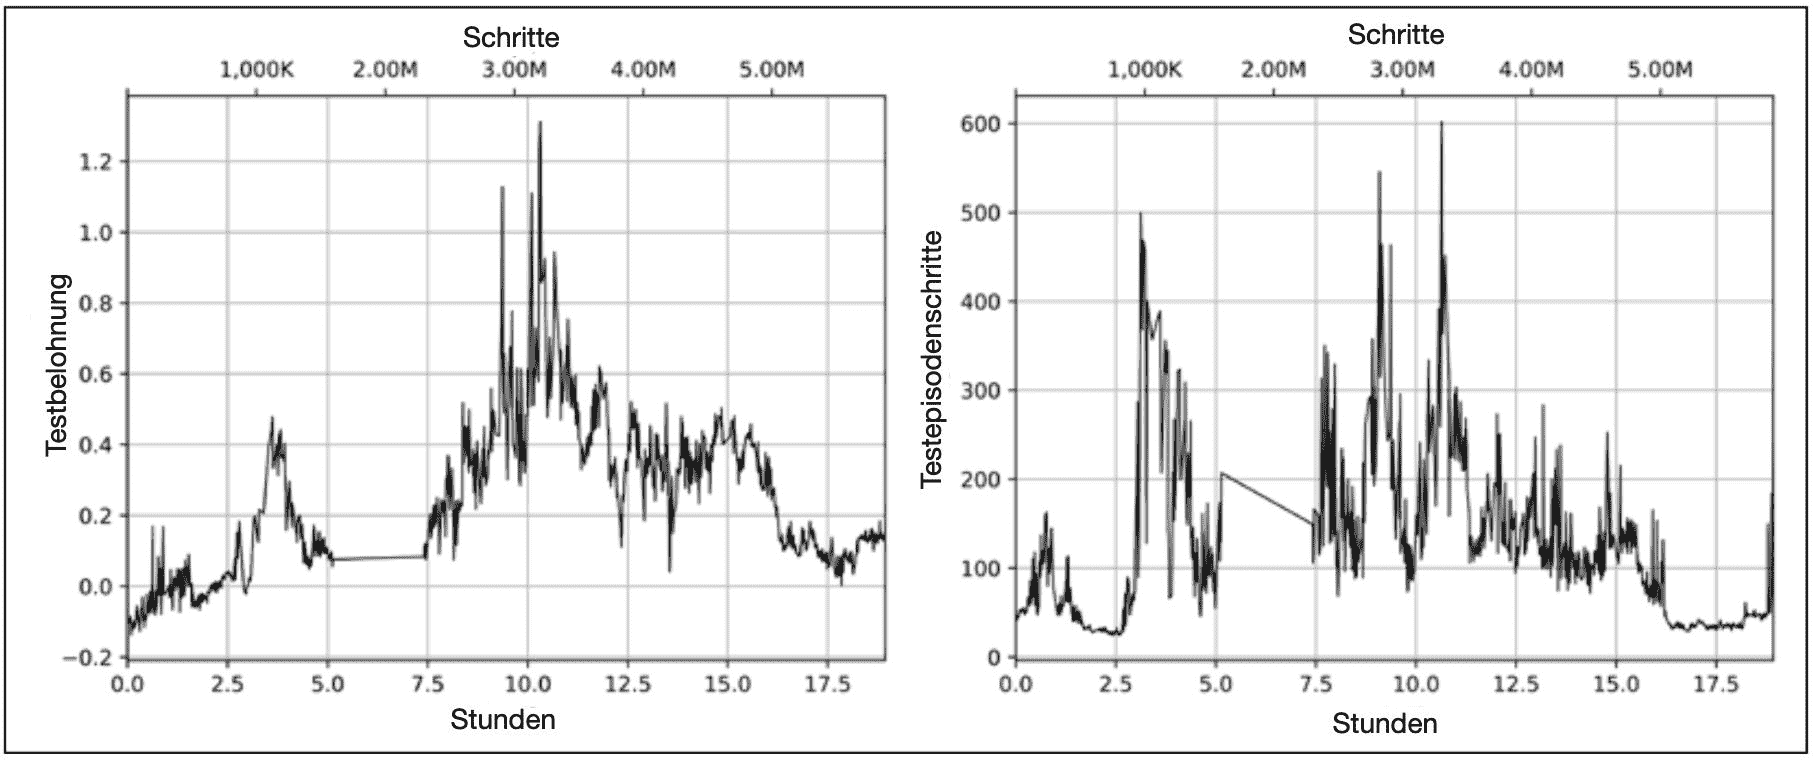 Schritte
1,000K 2.00M 3.00M 4.00M 5.00M
Testbelohnung
1.2
1.0
0.8
0.6
0.4
0.2
0.0
−0.2
0.0 2.5 5.0 7.5 10.0 12.5 15.0 17.5
Stunden
Schritte
1,000K 2.00M 3.00M 4.00M 5.00M
Testepisodenschritte
600
500
400
300
200
100
0
0.0 2.5 5.0 7.5 10.0 12.5 15.0 17.5
Stunden